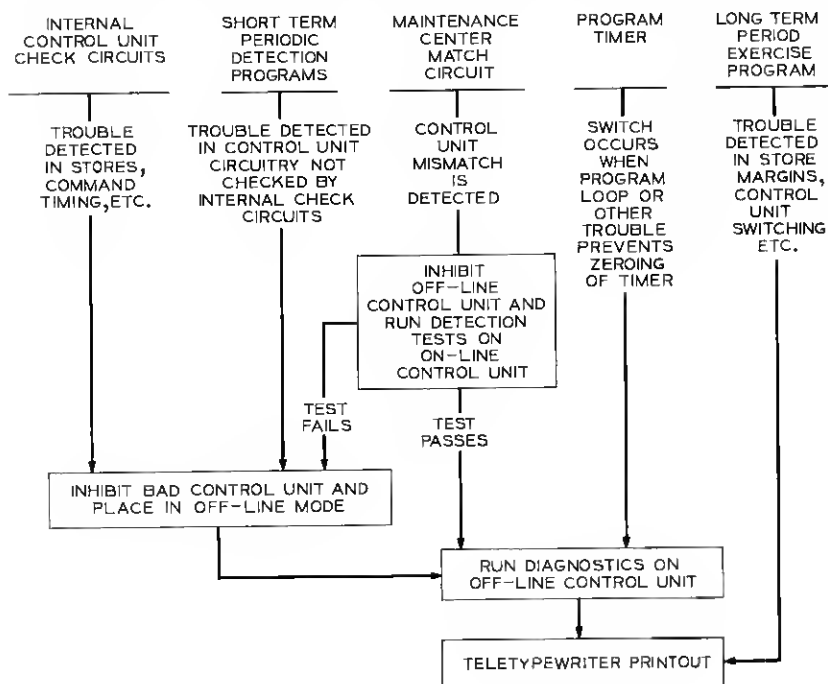 INTERNAL
CONTROL UNIT
CHECK CIRCUITS
SHORT TERM
PERIODIC
DETECTION
PROGRAMS
MAINTENANCE
CENTER
MATCH
CIRCUIT
PROGRAM
TIMER
LONG TERM
PERIOD
EXERCISE
PROGRAM
TROUBLE
DETECTED
IN STORES,
COMMAND
TIMING, ETC.
TROUBLE DETECTED
IN CONTROL UNIT
CIRCUITRY NOT
CHECKED BY
INTERNAL CHECK
CIRCUITS
CONTROL
UNIT
MISMATCH
IS
DETECTED
SWITCH
OCCURS
WHEN
PROGRAM
LOOP OR
OTHER
TROUBLE
PREVENTS
ZEROING
OF TIMER
TROUBLE
DETECTED
IN STORE
MARGINS,
CONTROL
UNIT
SWITCHING
ETC.
INHIBIT
OFF-LINE
CONTROL UNIT AND
RUN DETECTION
TESTS ON
ON-LINE
CONTROL UNIT
TEST
FAILS
TEST
PASSES
INHIBIT BAD CONTROL UNIT AND
PLACE IN OFF-LINE MODE
RUN DIAGNOSTICS ON
OFF-LINE CONTROL UNIT
TELETYPEWRITER PRINTOUT